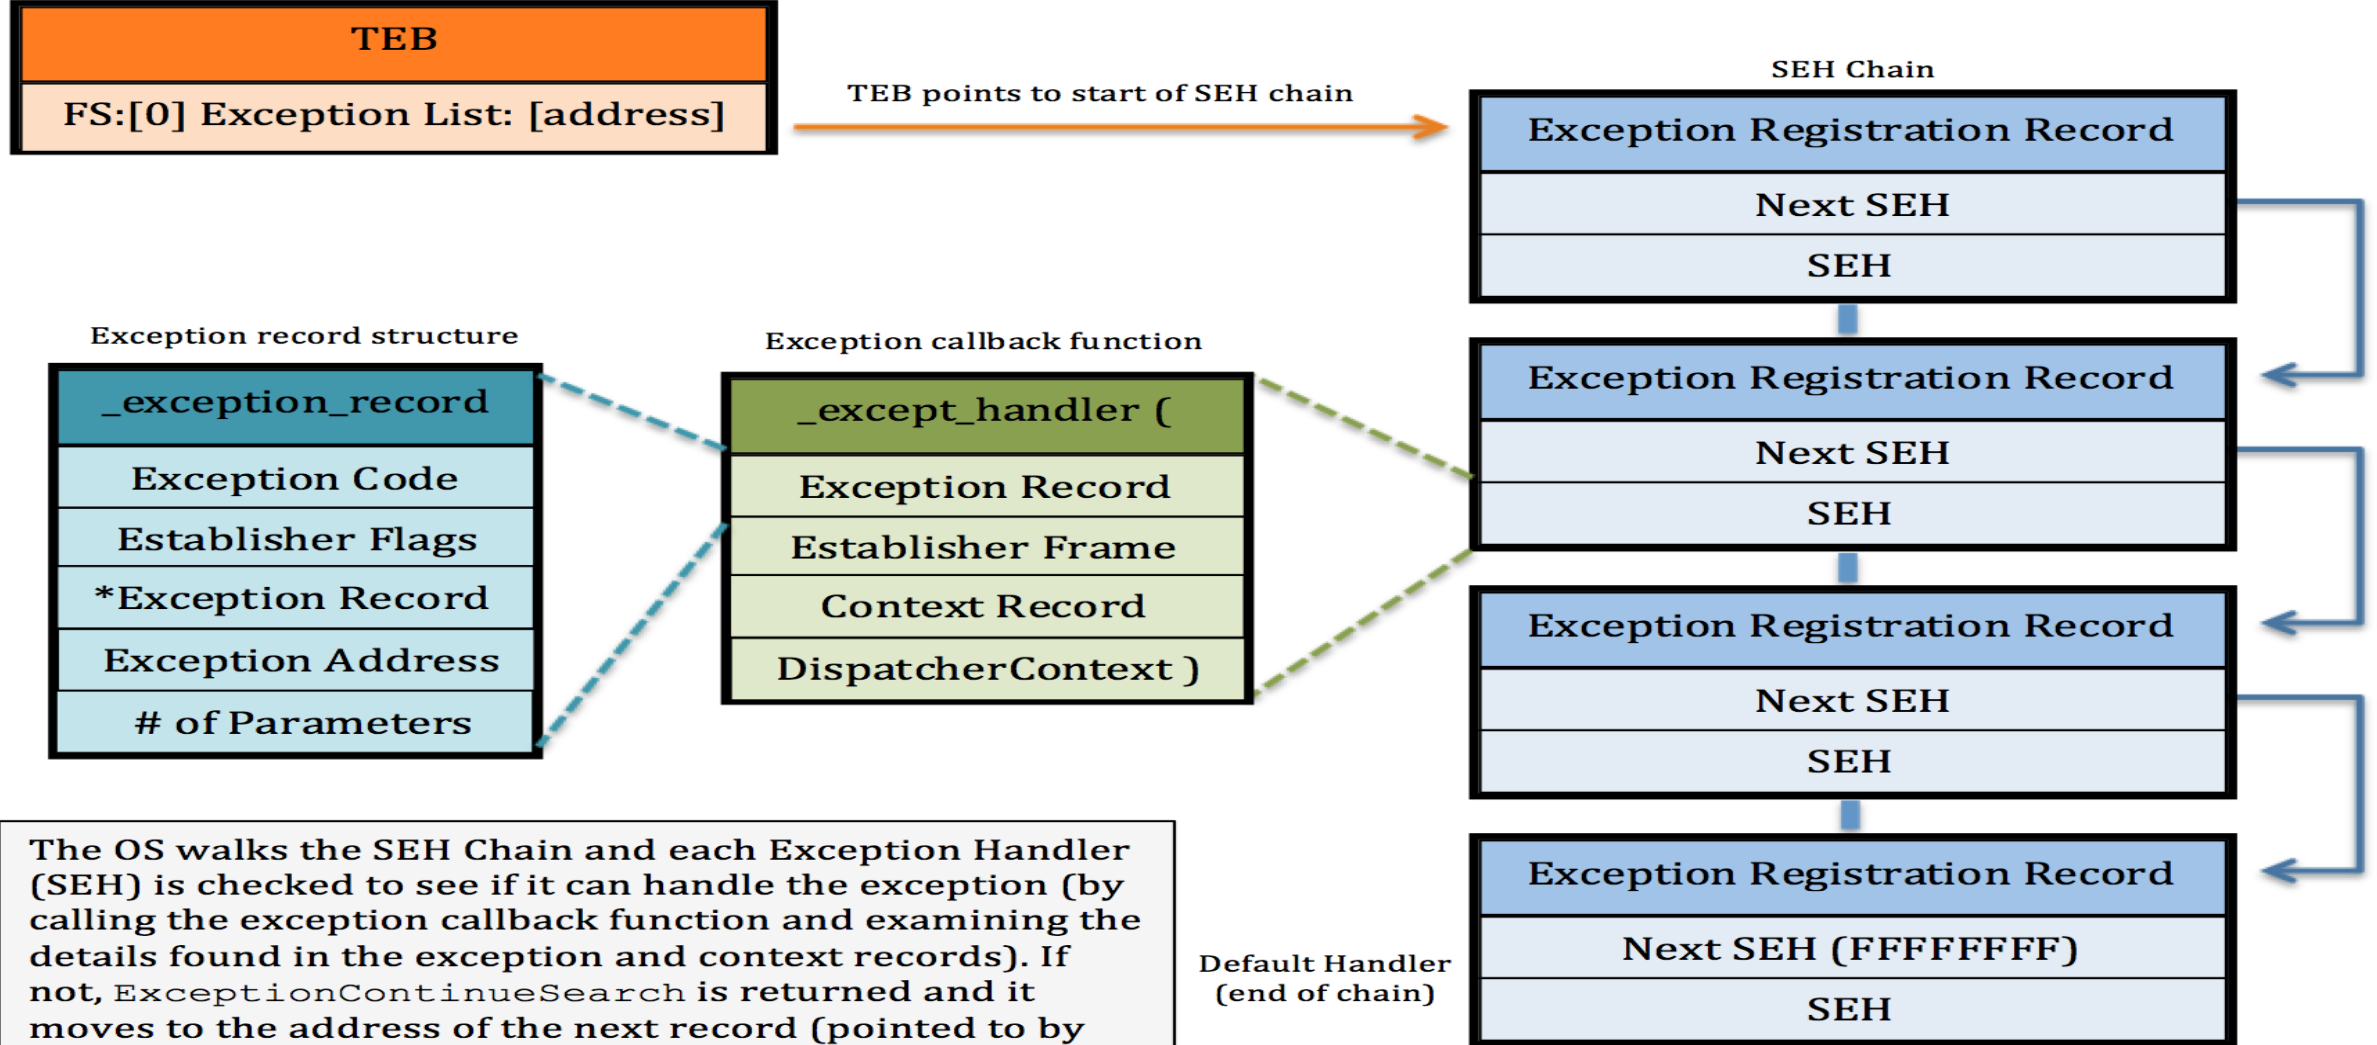 TEB
FS:[0] Exception List: [address]
TEB points to start of SEH chain
SEH Chain
Exception Registration Record
Next SEH
SEH
Exception Registration Record
Next SEH
SEH
Exception Registration Record
Next SEH
SEH
Default Handler
(end of chain)
Exception Registration Record
Next SEH (FFFFFFFF)
SEH
Exception callback function
_except_handler (
Exception Record
Establisher Frame
Context Record
DispatcherContext )
Exception record structure
_exception_record
Exception Code
Establisher Flags
*Exception Record
Exception Address
# of Parameters
The OS walks the SEH Chain and each Exception Handler
(SEH) is checked to see if it can handle the exception (by
calling the exception callback function and examining the
details found in the exception and context records). If
not, ExceptionContinueSearch is returned and it
moves to the address of the next record (pointed to by